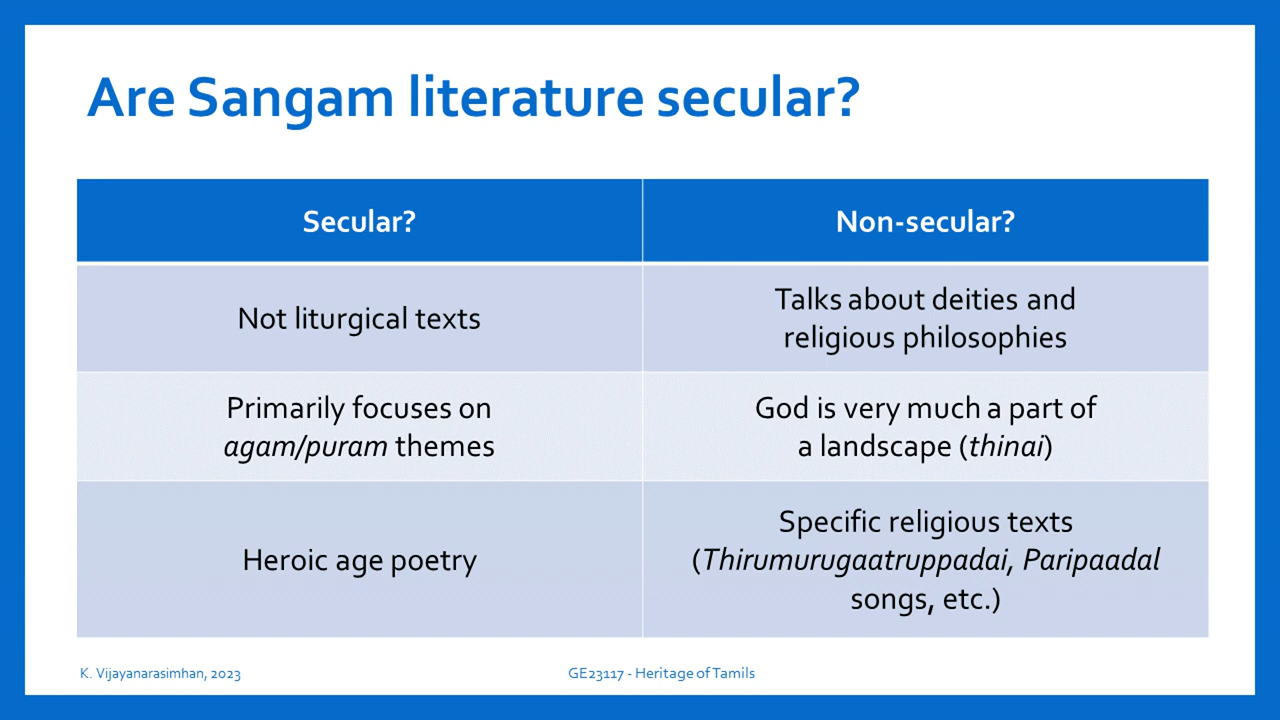 Are Sangam literature secular?
Secular?
Non-secular?
Not liturgical texts
Talks about deities and
religious philosophies
Primarily focuses on
agam/puram themes
God is very much a part of
a landscape (thinai)
Heroic age poetry
Specific religious texts
(Thirumurugaatruppadai, Paripaadal
songs, etc.)
K. Vijayanarasimhan, 2023
GE23117 - Heritage of Tamils